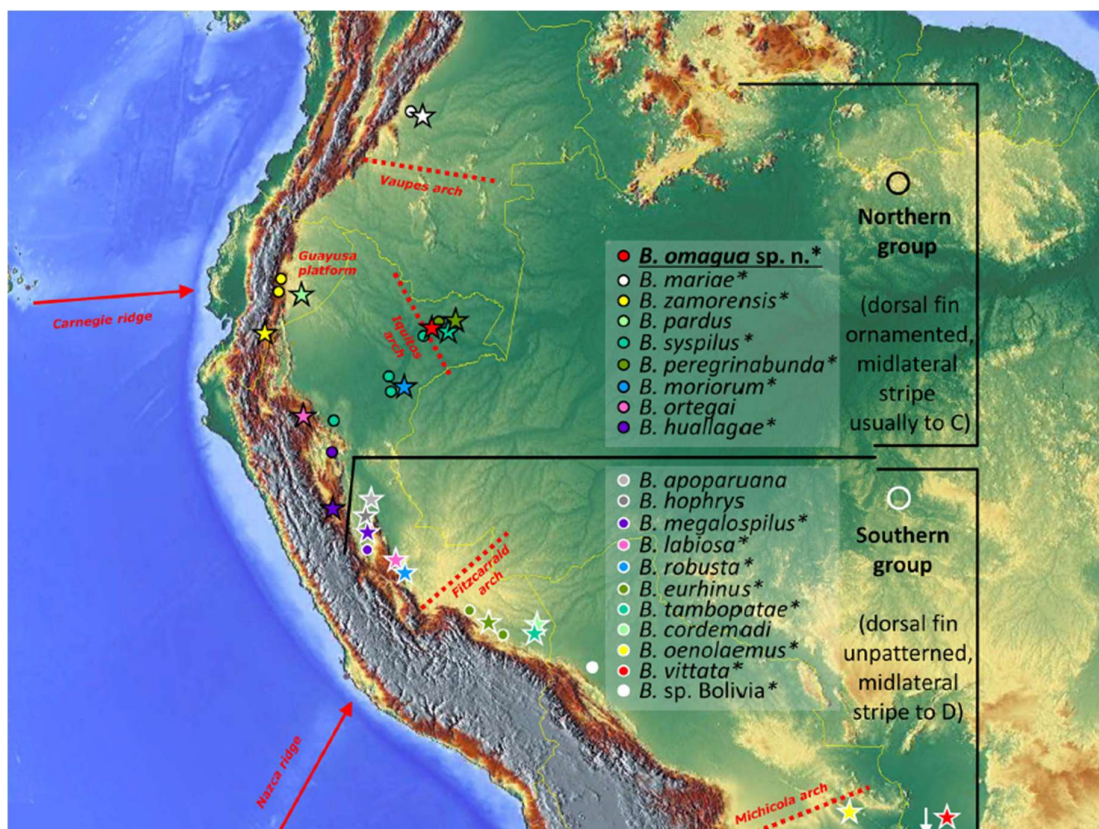 Vaupes arch
Guayusa
platform
Carnegie ridge
Iquitos
arch
B. omagua sp. n.*
B. mariae*
B. zamorensis*
B. pardus
B. syspilus*
B. peregrinabunda*
B. moriorum*
B. ortegai
B. huallagae*
Northern
group
(dorsal fin
ornamented,
midlateral
stripe
usually to C)
B. apoparuana
B. hophrys
B. megalospilus*
B. labiosa*
B. robusta*
B. eurhinus*
B. tambopatae*
B. cordemadi
B. oenolaemus*
B. vittata*
B. sp. Bolivia*
Southern
group
(dorsal fin
unpatterned,
midlateral
stripe to D)
Fitzcarrald
arch
Nazca ridge
Michicola arch